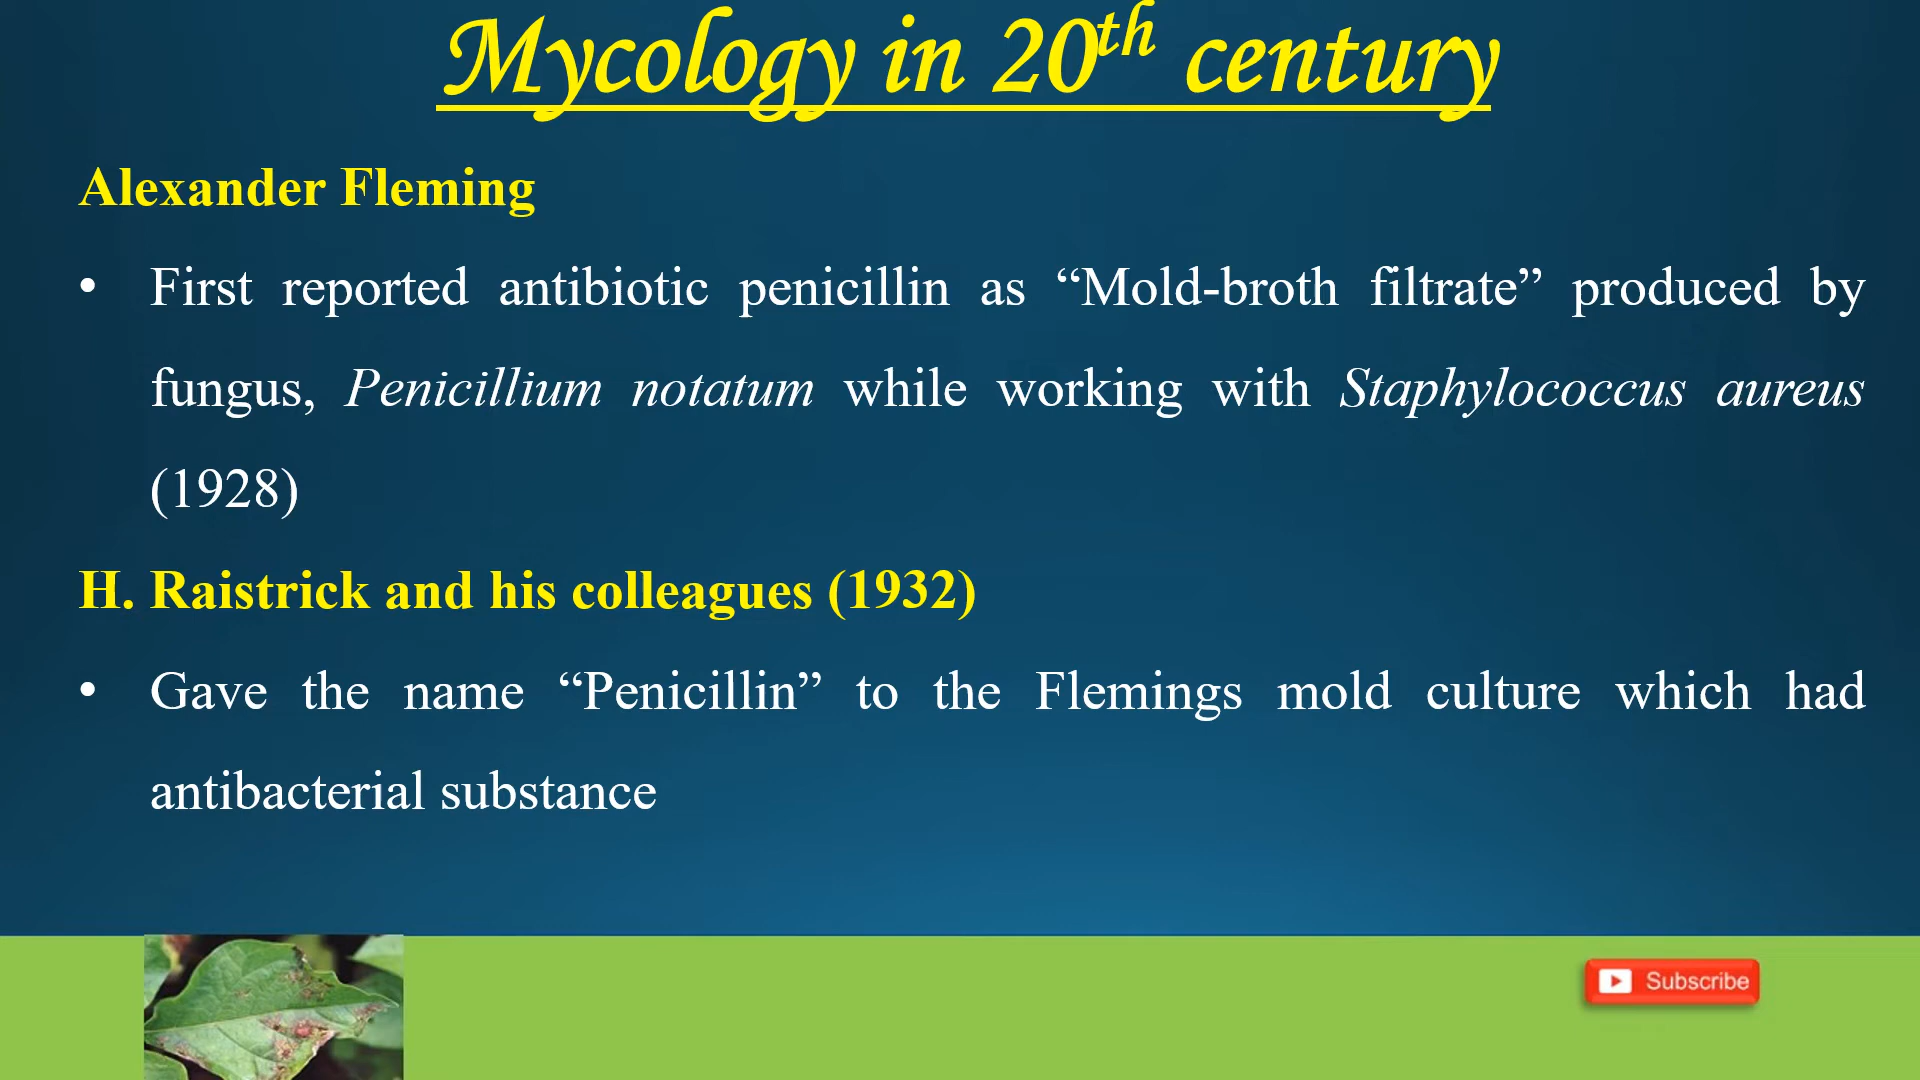 Mycology in 20th century
Alexander Fleming
• First reported antibiotic penicillin as “Mold-broth filtrate” produced by
fungus, Penicillium notatum while working with Staphylococcus aureus
(1928)
H. Raistrick and his colleagues (1932)
• Gave the name “Penicillin” to the Flemings mold culture which had
antibacterial substance
Subscribe